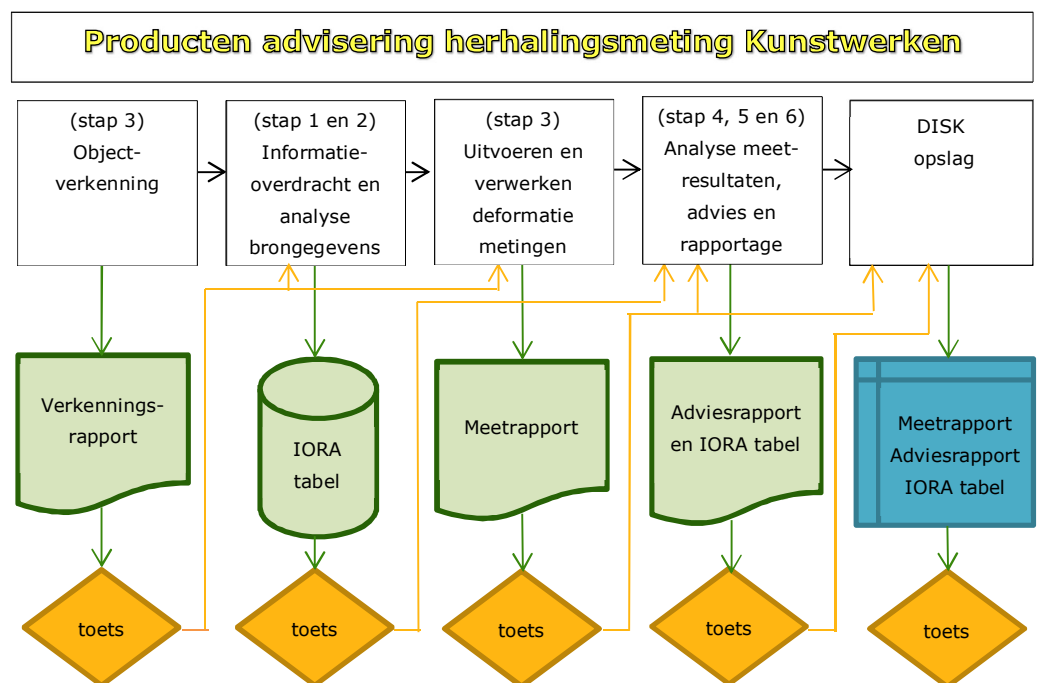 Producten advisering herhalingsmeting Kunstwerken
(stap 3)
Object-
verkenning
(stap 1 en 2)
Informatie-
overdracht en
analyse
brongegevens
(stap 3)
Uitvoeren en
verwerken
deformatie
metingen
(stap 4, 5 en 6)
Analyse meet-
resultaten,
advies en
rapportage
DISK
opslag
Verkennings-
rapport
IORA
tabel
Meetrapport
Adviesrapport
en IORA tabel
Meetrapport
Adviesrapport
IORA tabel
toets
toets
toets
toets
toets